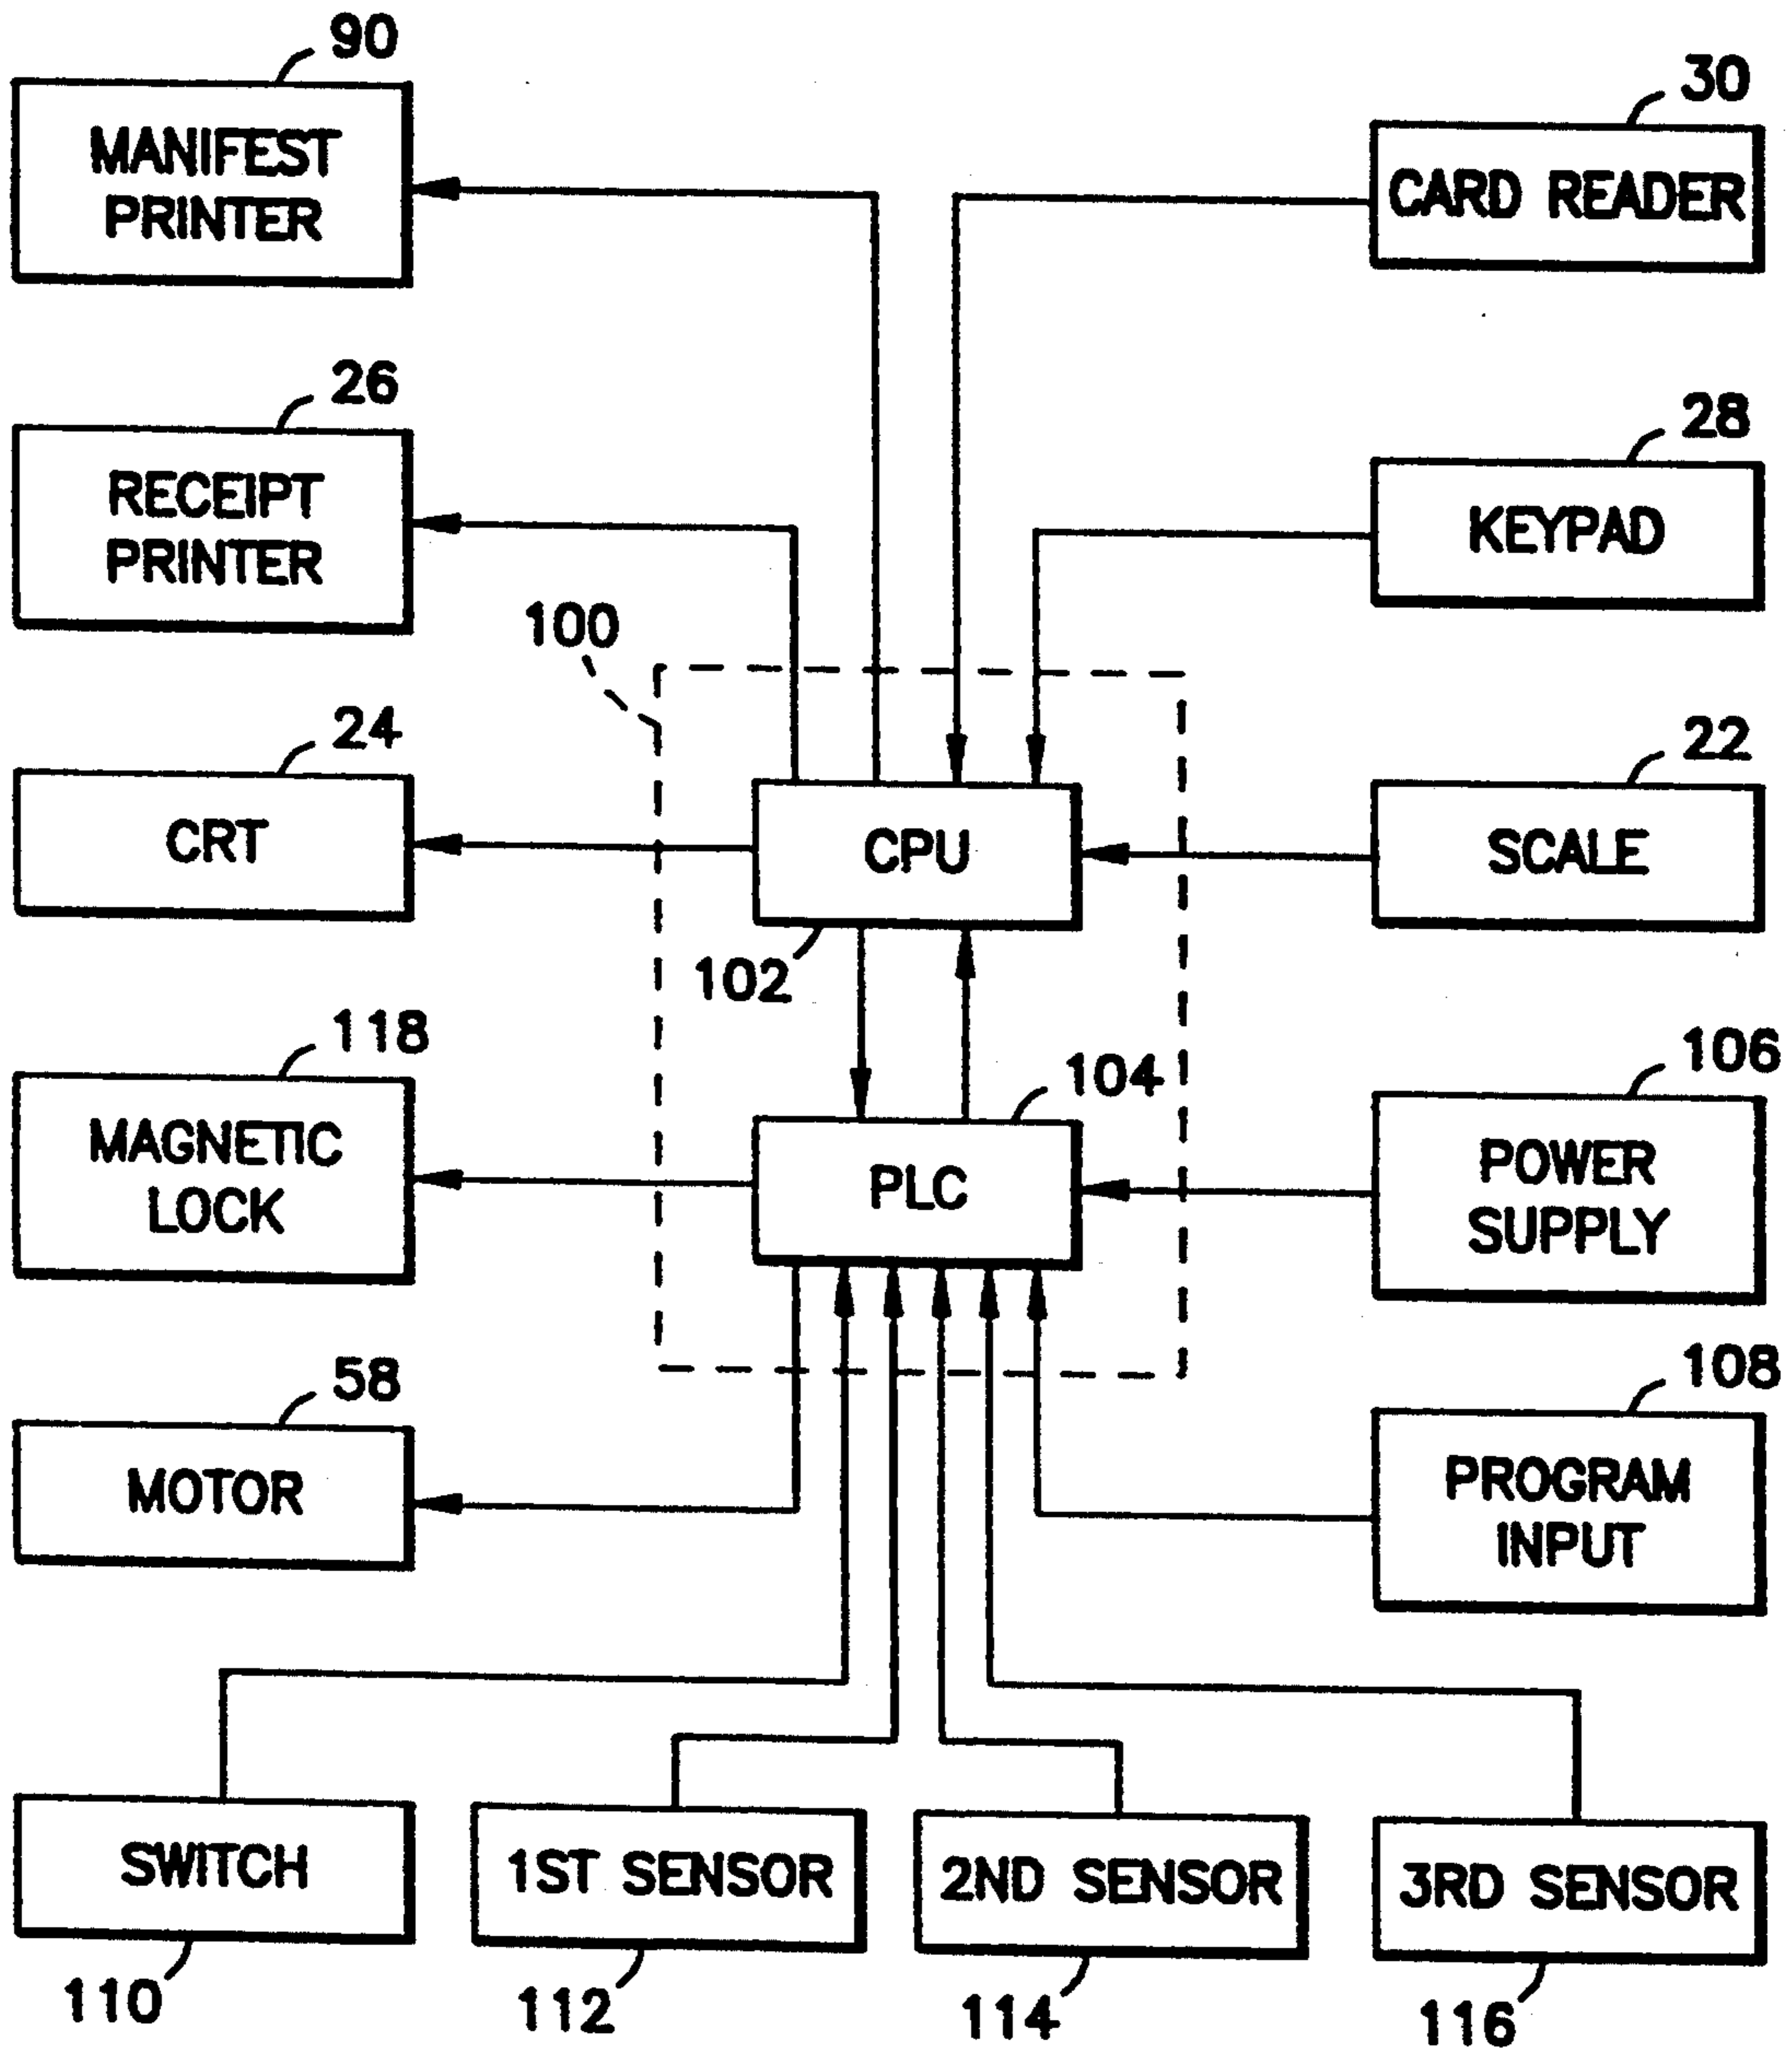 90
MANIFEST
PRINTER
30
CARD READER
26
RECEIPT
PRINTER
28
KEYPAD
100
24
CRT
CPU
22
SCALE
102
118
MAGNETIC
LOCK
104
PLC
106
POWER
SUPPLY
58
MOTOR
108
PROGRAM
INPUT
SWITCH
1ST SENSOR
2ND SENSOR
3RD SENSOR
110
112
114
116